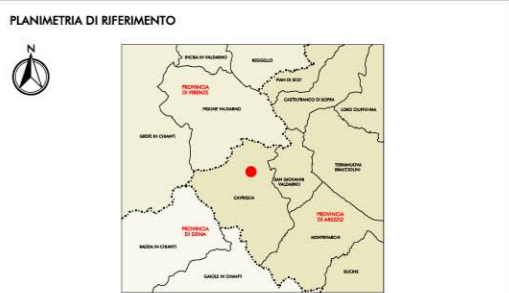 PLANIMETRIA DI RIFERIMENTO
N
INCISA IN VALDARNO
REGGELLO
PIAN DI SCO'
PROVINCIA
DI FIRENZE
CASTELFRANCO DI SOPRA
FIGLINE VALDARNO
LORO CIUFFENNA
GREVE IN CHIANTI
TERRANUOVA
BRACCIOLINI
SAN GIOVANNI
VALDARNO
CAVRIGLIA
PROVINCIA
DI AREZZO
PROVINCIA
DI SIENA
MONTEVARCHI
RADDA IN CHIANTI
BUCINE
GAIOLE IN CHIANTI